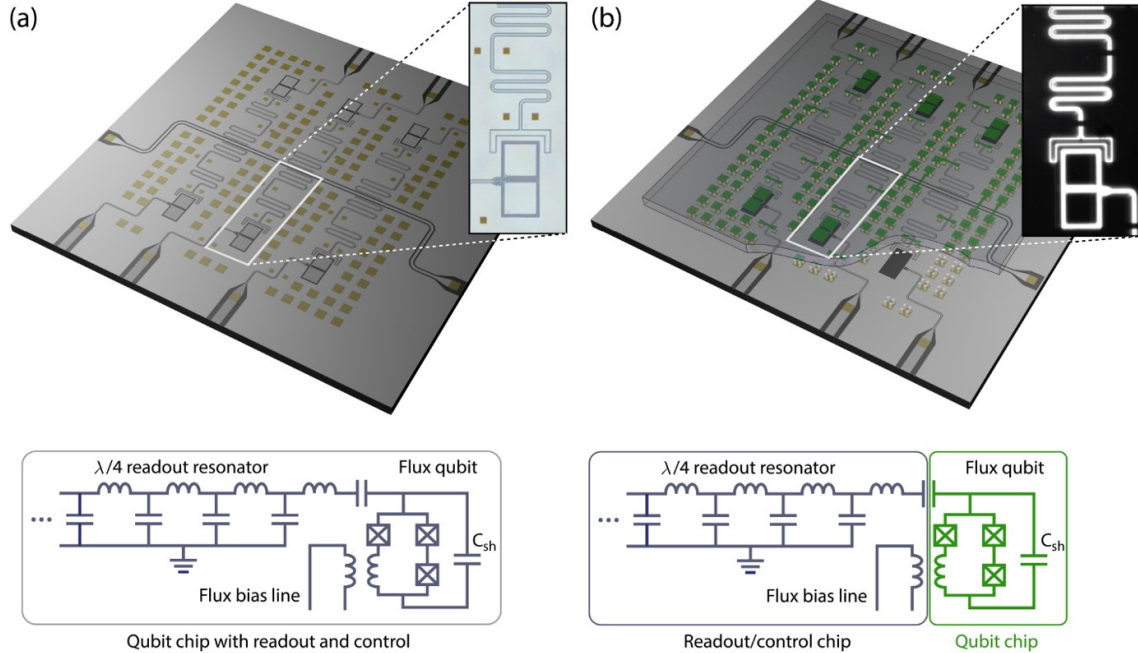 (a)
(b)
λ/4 readout resonator
Flux qubit
C_sh
Flux bias line
Qubit chip with readout and control
λ/4 readout resonator
Flux qubit
C_sh
Flux bias line
Readout/control chip
Qubit chip